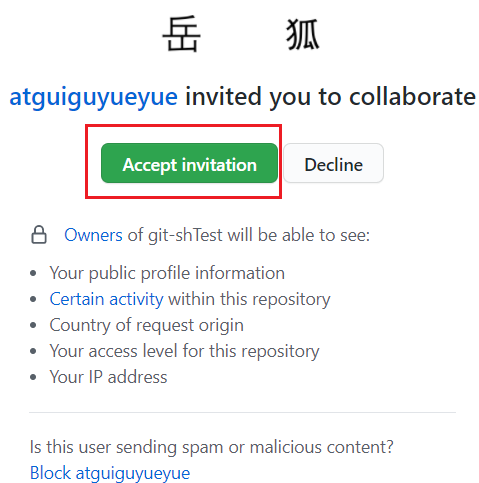 岳 狐
atguiguyueyue invited you to collaborate
Accept invitation Decline
Owners of git-shTest will be able to see:
• Your public profile information
• Certain activity within this repository
• Country of request origin
• Your access level for this repository
• Your IP address
Is this user sending spam or malicious content?
Block atguiguyueyue